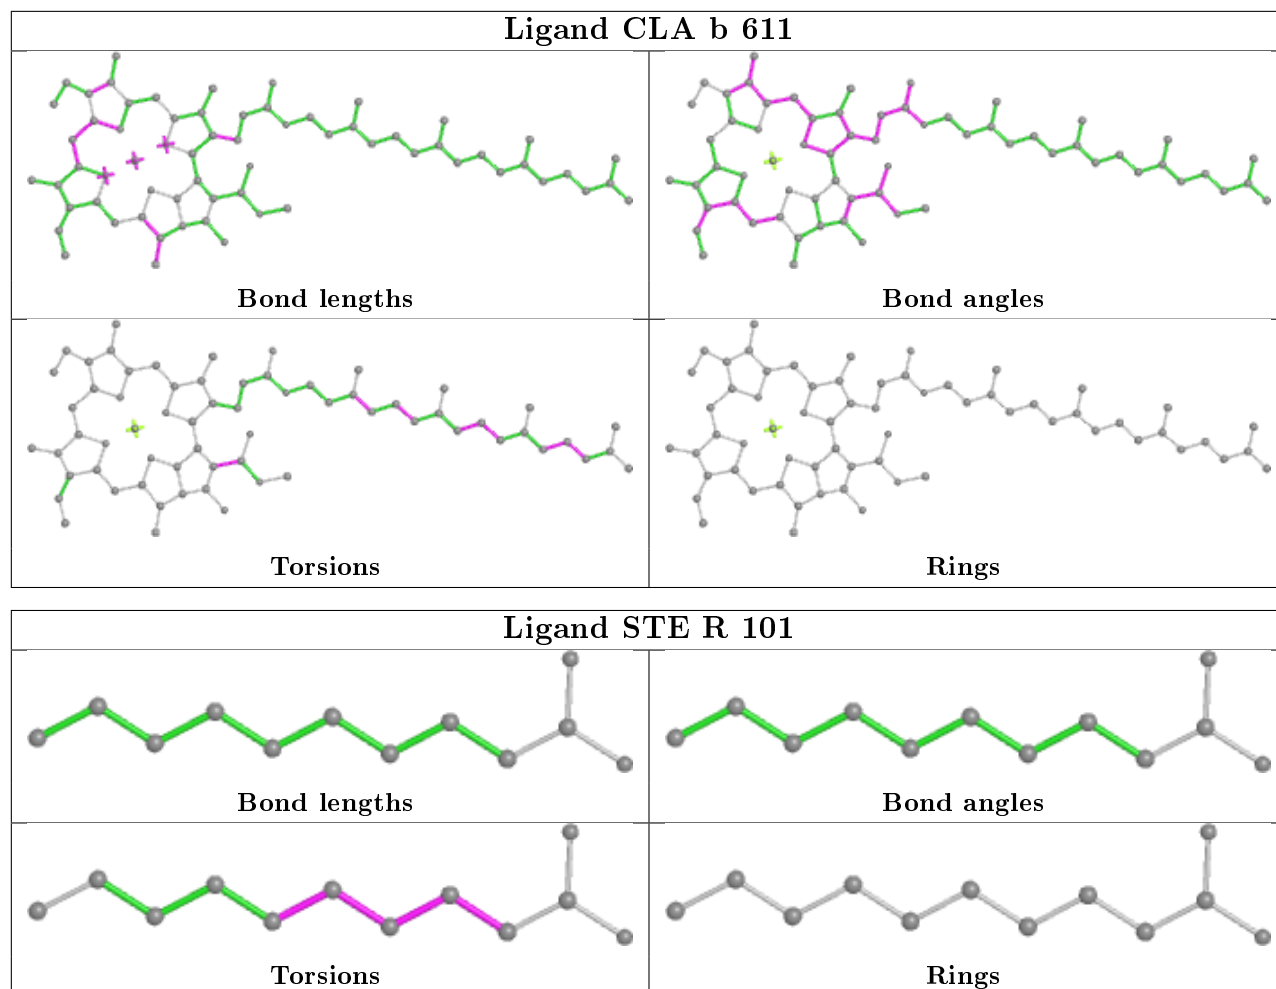 Ligand CLA b 611
Bond lengths
Bond angles
Torsions
Rings
Ligand STE R 101
Bond lengths
Bond angles
Torsions
Rings